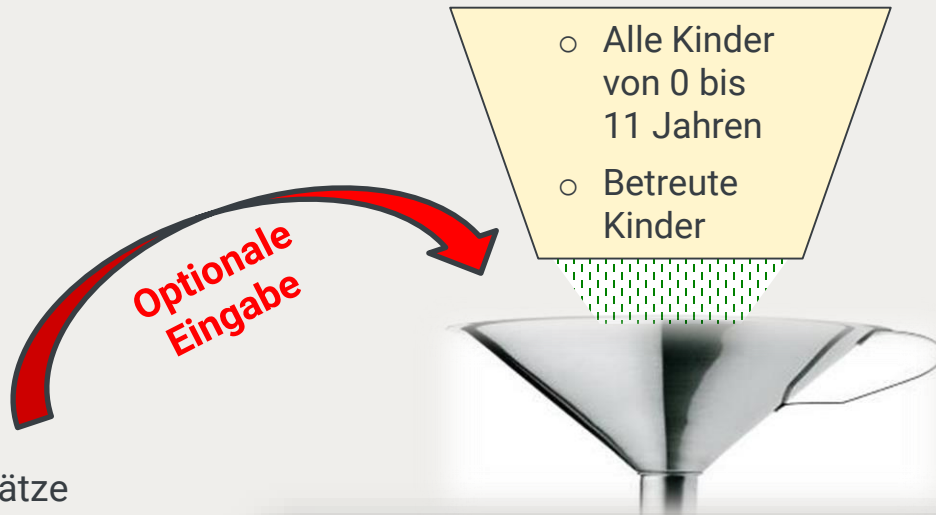 ○ Alle Kinder
von 0 bis
11 Jahren
○ Betreute
Kinder
Optionale
Eingabe
ätze